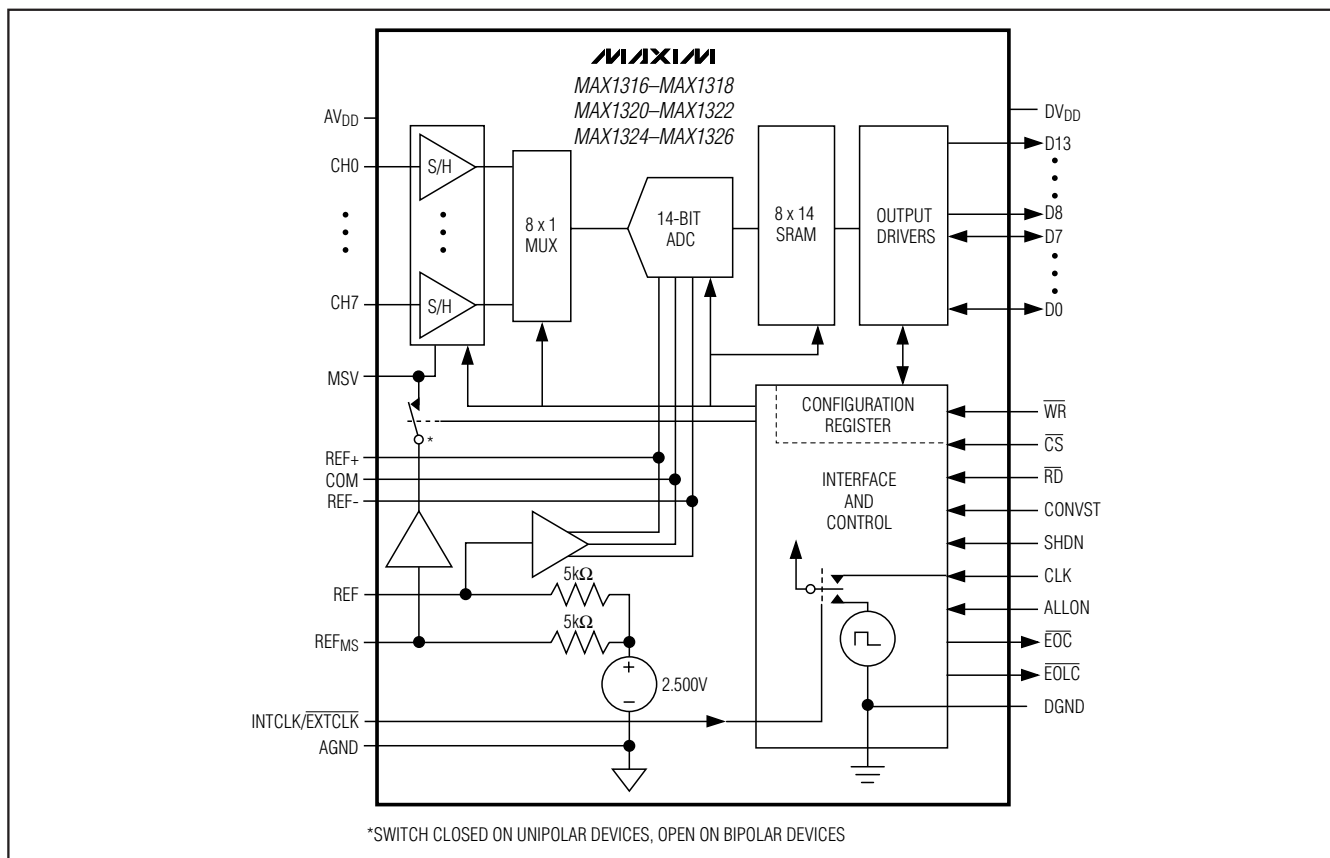 MAXIM
MAX1316–MAX1318
MAX1320–MAX1322
MAX1324–MAX1326
AVDD
DVDD
CH0
S/H
8 x 1
MUX
14-BIT
ADC
8 x 14
SRAM
OUTPUT
DRIVERS
D13
D8
D7
D0
CH7
S/H
MSV
*
REF+
COM
REF-
REF
5kΩ
REFMS
5kΩ
+
−
2.500V
INTCLK/EXTCLK
AGND
CONFIGURATION
REGISTER
INTERFACE
AND
CONTROL
WR
CS
RD
CONVST
SHDN
CLK
ALLON
EOC
EOLC
DGND
*SWITCH CLOSED ON UNIPOLAR DEVICES, OPEN ON BIPOLAR DEVICES